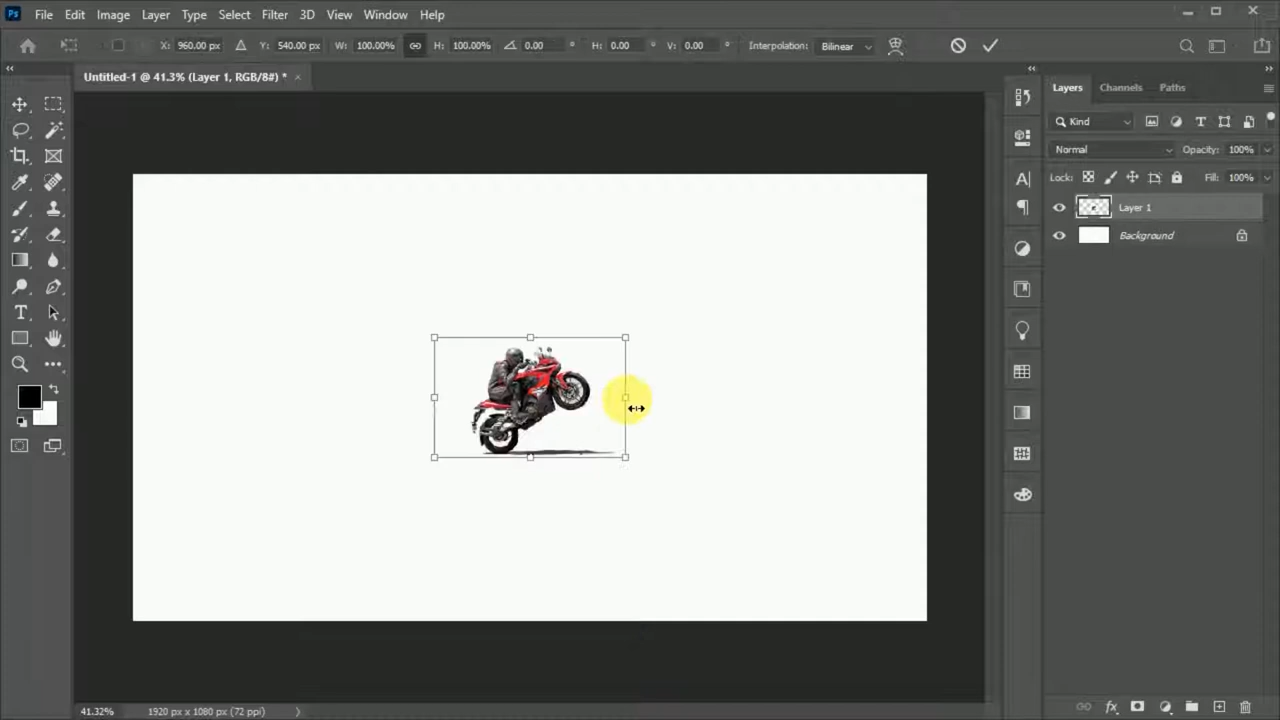 Ps File Edit Image Layer Type Select Filter 3D View Window Help
X: 960.00 px Y: 540.00 px W: 100.00% H: 100.00% 0.00 ° H: 0.00 ° V: 0.00 ° Interpolation: Bilinear
Untitled-1 @ 41.3% (Layer 1, RGB/8#) * ×
Layers Channels Paths
Kind
Normal Opacity: 100%
Lock: Fill: 100%
Layer 1
Background
41.32% 1920 px x 1080 px (72 ppi)